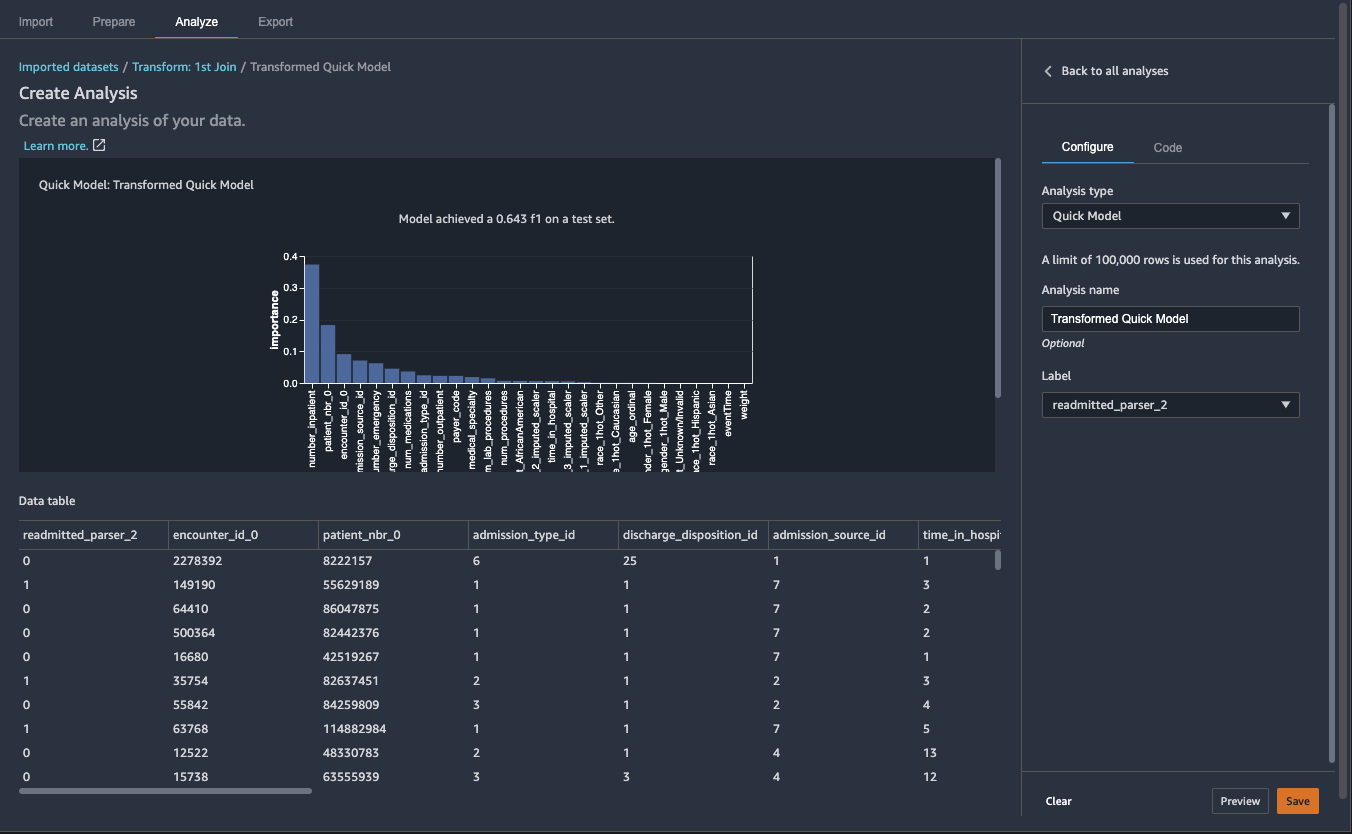 Import Prepare Analyze Export
Imported datasets / Transform: 1st Join / Transformed Quick Model
Create Analysis
Create an analysis of your data.
Learn more.
Quick Model: Transformed Quick Model
Model achieved a 0.643 f1 on a test set.
importance
0.4
0.3
0.2
0.1
0.0
number_inpatient
patient_nbr_0
encounter_id_0
mission_source_id
umber_emergency
rge_disposition_id
num_medications
admission_type_id
number_outpatient
payer_code
medical_specialty
m_lab_procedures
num_procedures
t_AfricanAmerican
_2_imputed_scaler
time_in_hospital
_3_imputed_scaler
_1_imputed_scaler
race_1hot_Other
e_1hot_Caucasian
age_ordinal
der_1hot_Female
gender_1hot_Male
t_Unknown/Invalid
ace_1hot_Hispanic
race_1hot_Asian
eventTime
weight
Data table
readmitted_parser_2 encounter_id_0 patient_nbr_0 admission_type_id discharge_disposition_id admission_source_id time_in_hospi
0 2278392 8222157 6 25 1 1
1 149190 55629189 1 1 7 3
0 64410 86047875 1 1 7 2
0 500364 82442376 1 1 7 2
0 16680 42519267 1 1 7 1
1 35754 82637451 2 1 2 3
0 55842 84259809 3 1 2 4
1 63768 114882984 1 1 7 5
0 12522 48330783 2 1 4 13
0 15738 63555939 3 3 4 12
Back to all analyses
Configure Code
Analysis type
Quick Model
A limit of 100,000 rows is used for this analysis.
Analysis name
Transformed Quick Model
Optional
Label
readmitted_parser_2
Clear Preview Save